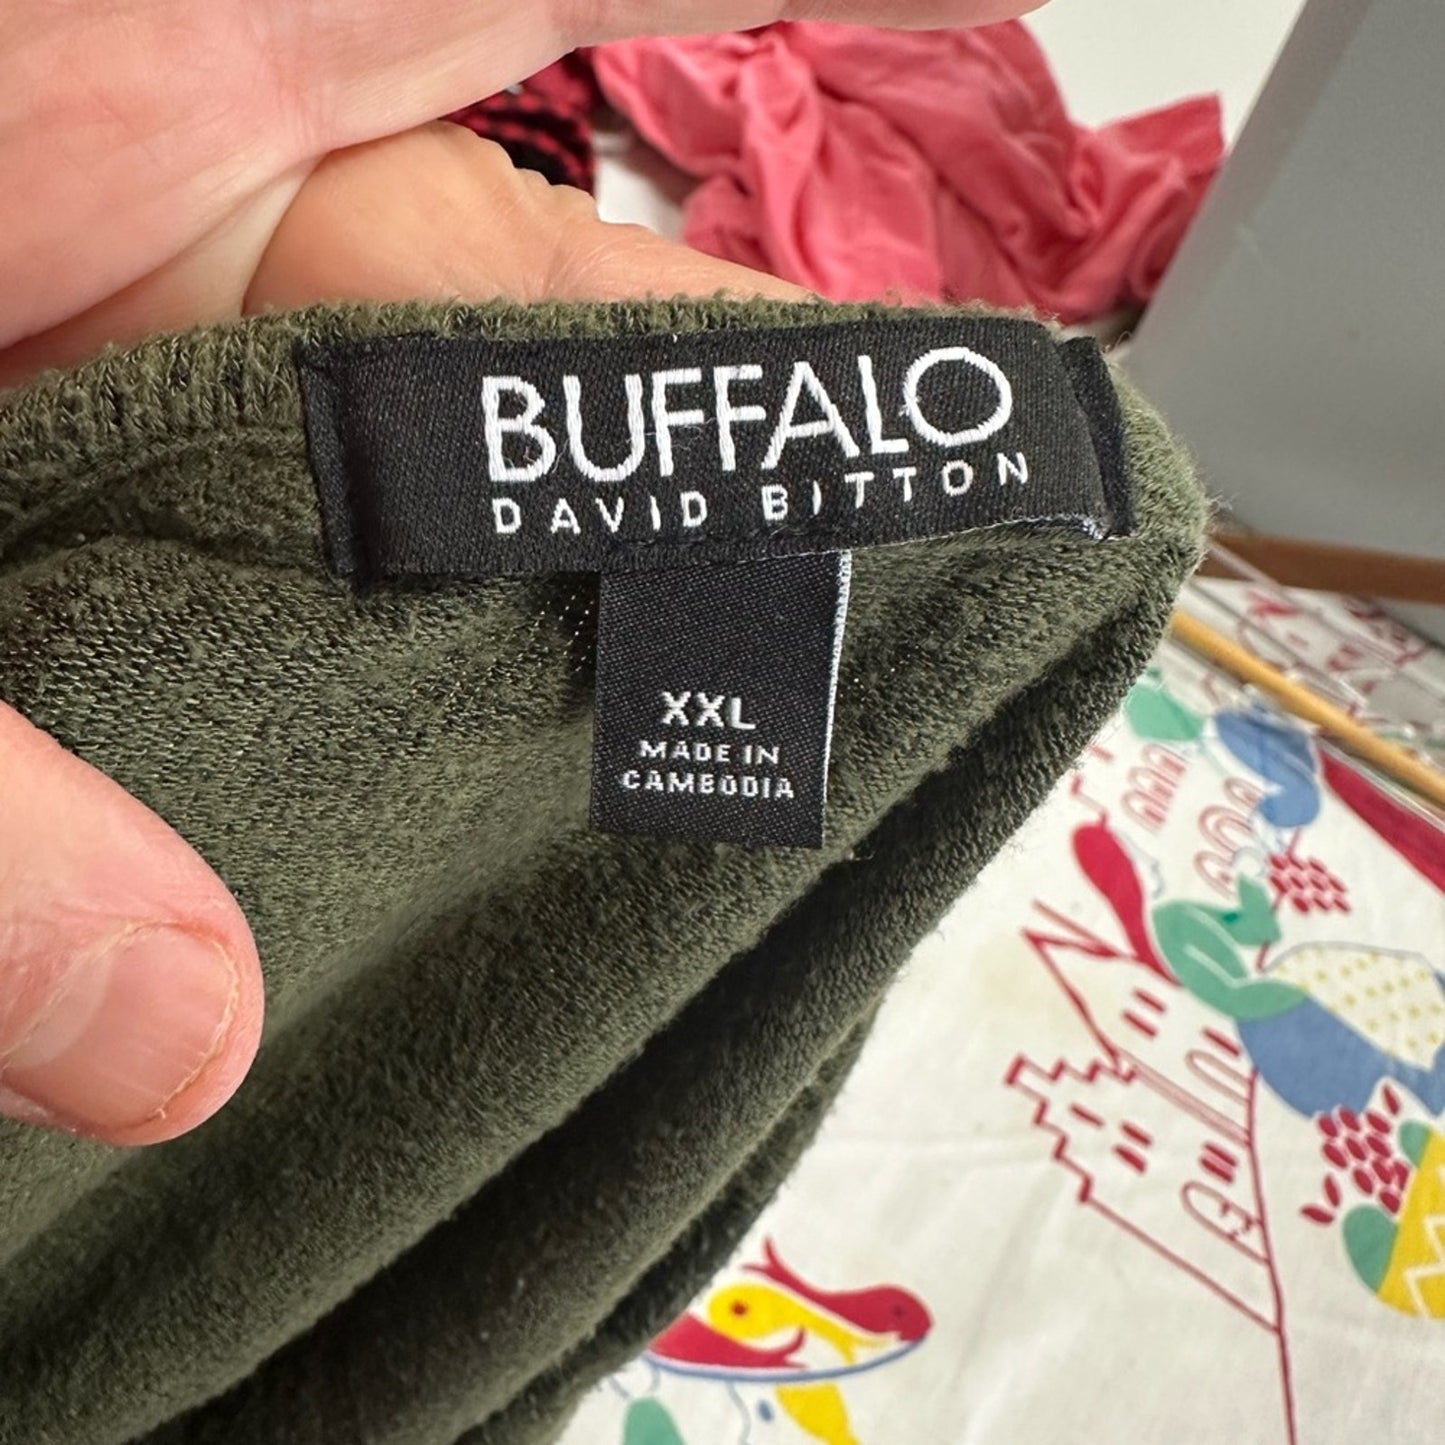 BUFFALO
DAVID BITTON
XXL
MADE IN
CAMBODIA